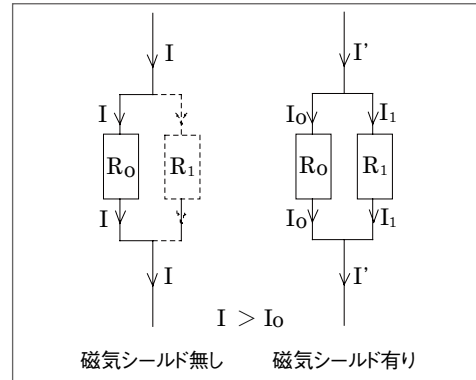 I I'
I I₀ I₁
R₀ R₁ R₀ R₁
I I₀ I₁
I I'
I > I₀
磁気シールド無し 磁気シールド有り